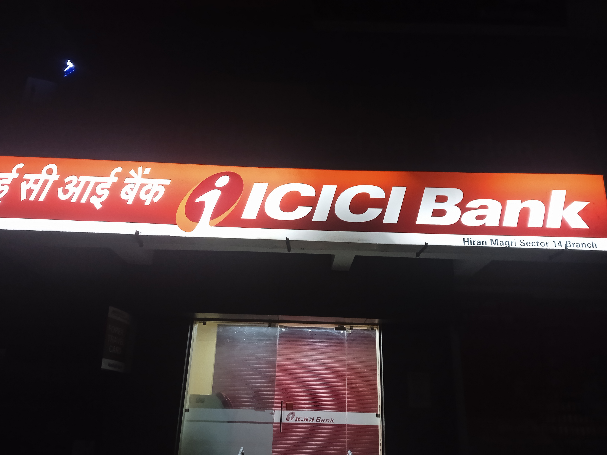 ई सी आई बैंक ICICI Bank
Hiran Magri Sector 14 Branch
ICICI Bank